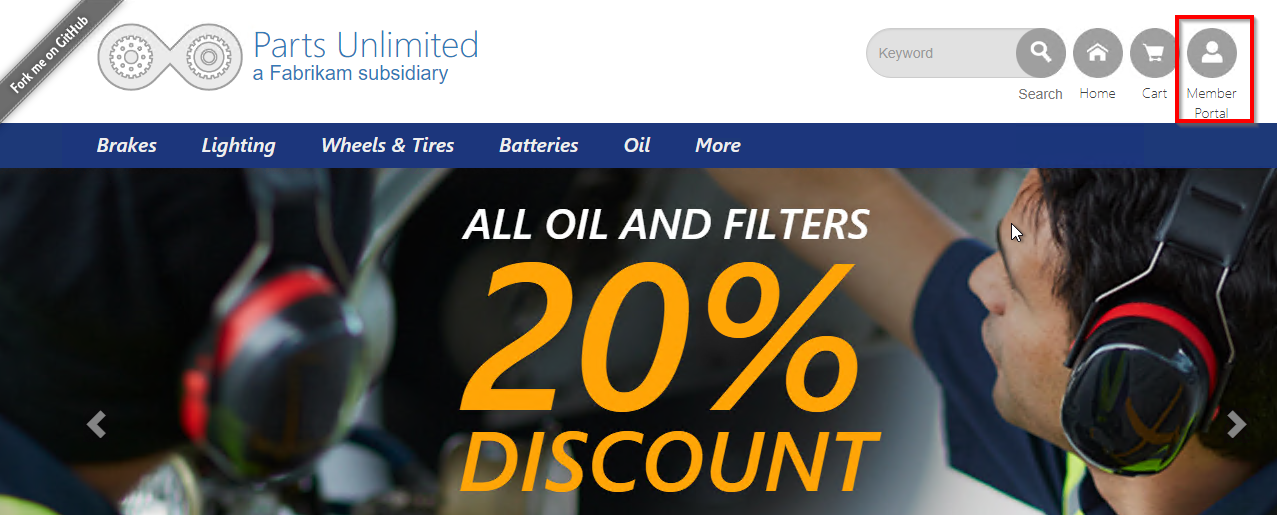 Fork me on GitHub
Parts Unlimited
a Fabrikam subsidiary
Keyword
Search
Home
Cart
Member
Portal
Brakes
Lighting
Wheels & Tires
Batteries
Oil
More
ALL OIL AND FILTERS
20%
DISCOUNT